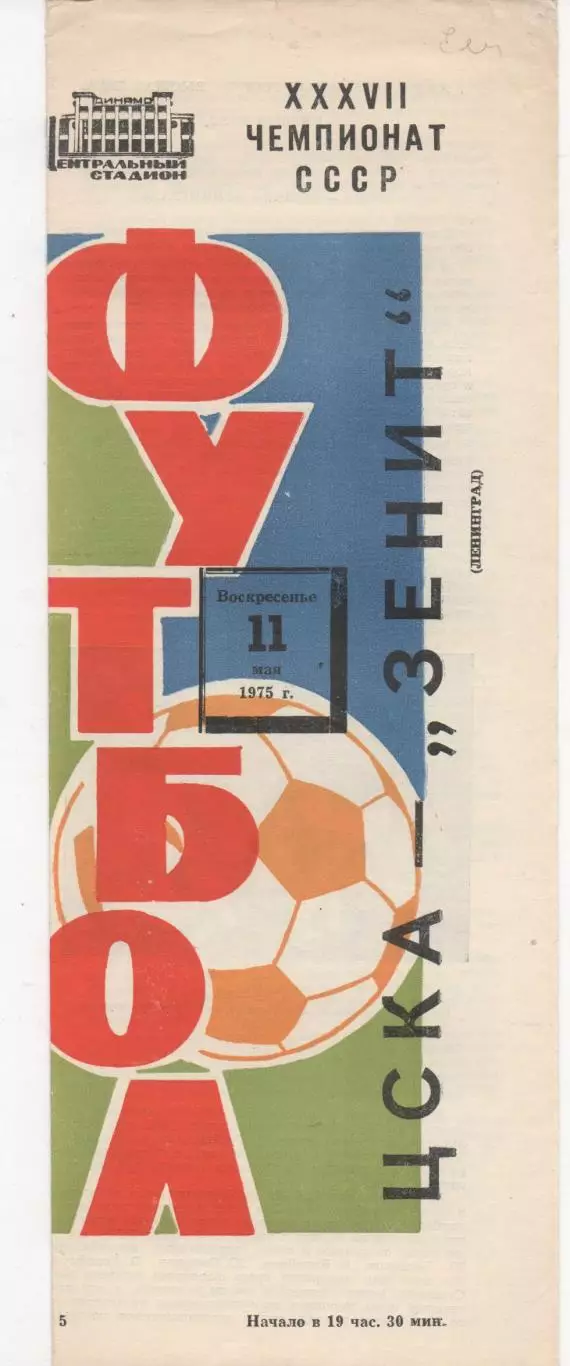 ДИНАМО
ЦЕНТРАЛЬНЫЙ
СТАДИОН
XXXVII
ЧЕМПИОНАТ
СССР
ФУТБОЛ
Воскресенье
11
мая
1975 г.
ЦСКА — „ЗЕНИТ“
(ЛЕНИНГРАД)
5
Начало в 19 час. 30 мин.